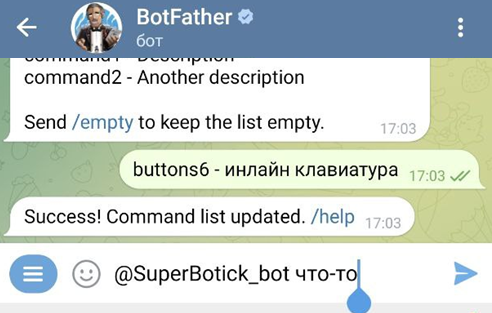 BotFather
бот
command1 - Description
command2 - Another description
Send /empty to keep the list empty.
17:03
buttons6 - инлайн клавиатура 17:03
Success! Command list updated. /help 17:03
@SuperBotick_bot что-то